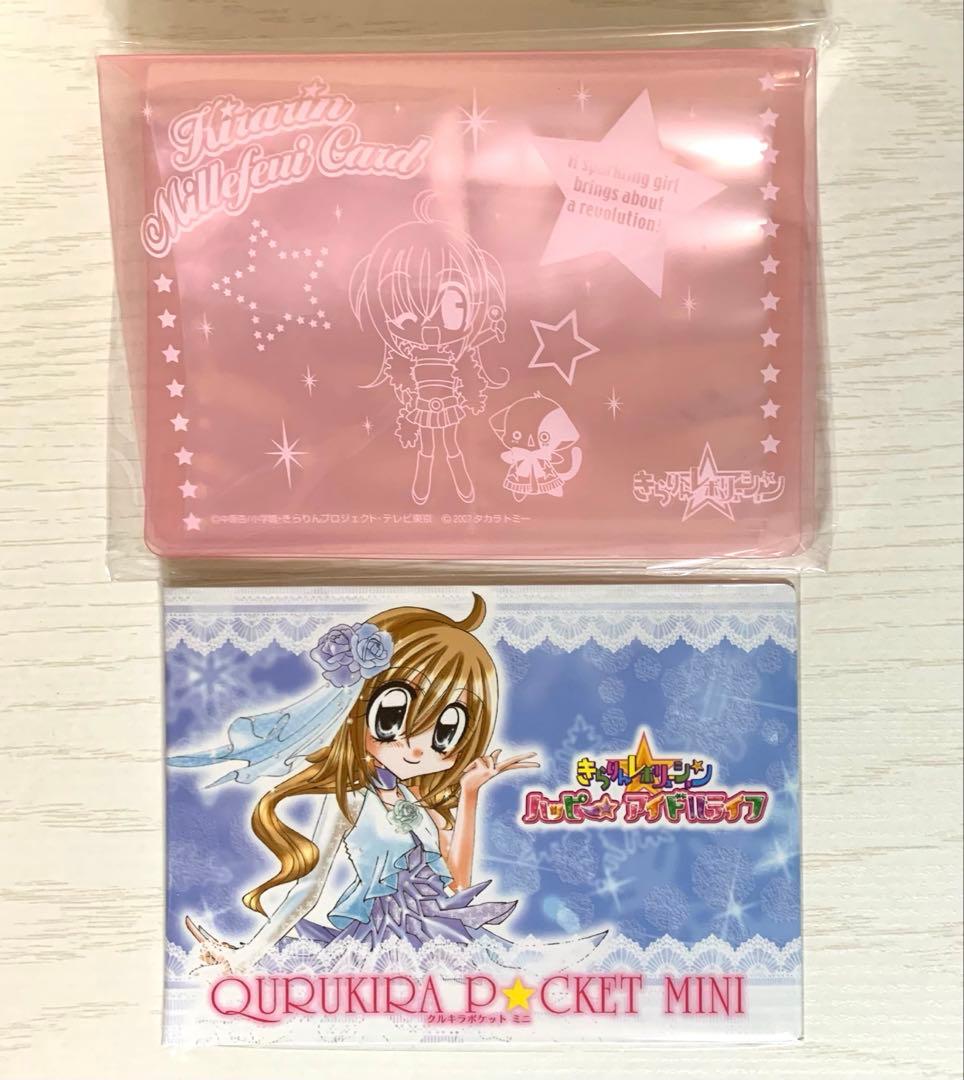 Kirarin
Millefeui Card
A sparkling girl
brings about
a revolution!
きらりん☆レボリューション
©中原杏/小学館・きらりんプロジェクト・テレビ東京 © 2007 タカラトミー
きらりん☆レボリューション
ハッピー☆アイドルライフ
QURUKIRA P★CKET MINI
クルキラポケット ミニ